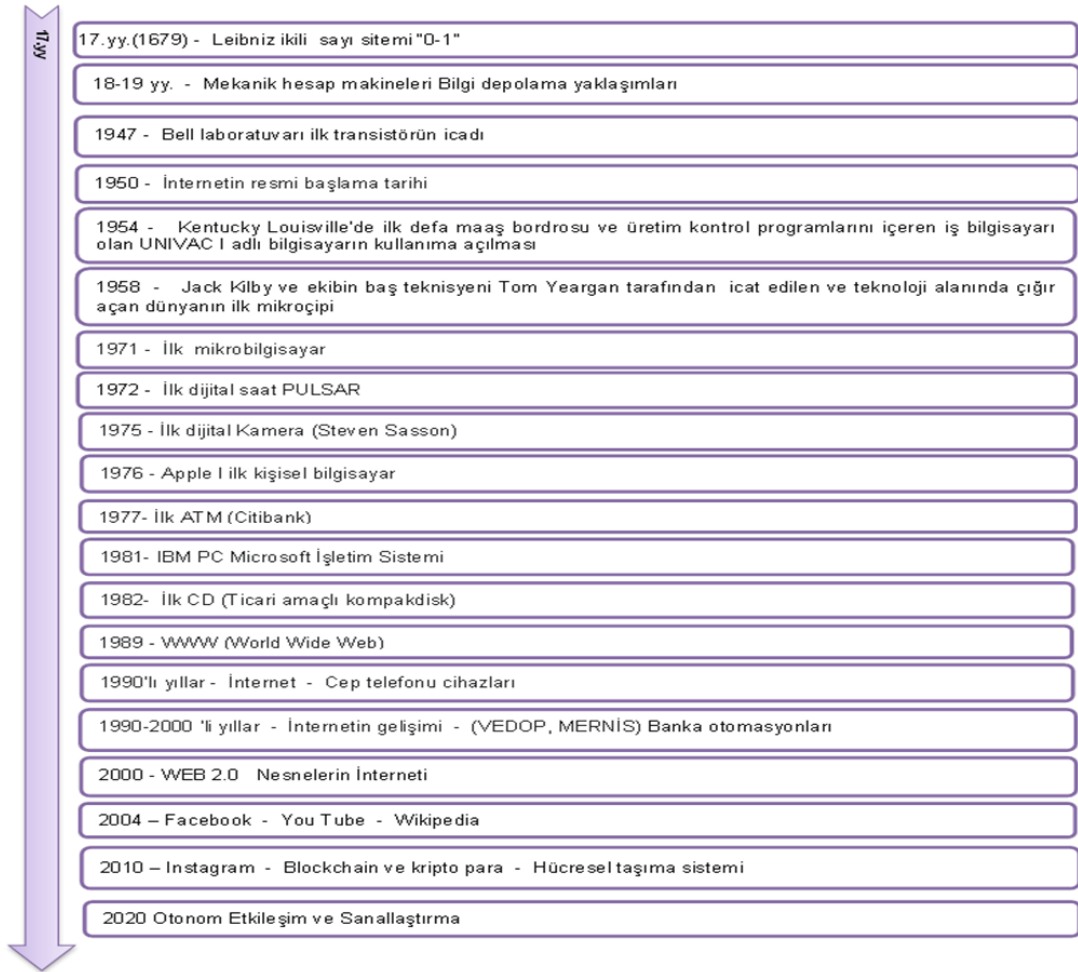 17.yy
17.yy.(1679) - Leibniz ikili sayı sitemi "0-1"
18-19 yy. - Mekanik hesap makineleri Bilgi depolama yaklaşımları
1947 - Bell laboratuvarı ilk transistörün icadı
1950 - İnternetin resmi başlama tarihi
1954 - Kentucky Louisville'de ilk defa maaş bordrosu ve üretim kontrol programlarını içeren iş bilgisayarı
olan UNIVAC I adlı bilgisayarın kullanıma açılması
1958 - Jack Kilby ve ekibin baş teknisyeni Tom Yeargan tarafından icat edilen ve teknoloji alanında çığır
açan dünyanın ilk mikroçipi
1971 - İlk mikrobilgisayar
1972 - İlk dijital saat PULSAR
1975 - İlk dijital Kamera (Steven Sasson)
1976 - Apple I ilk kişisel bilgisayar
1977- İlk ATM (Citibank)
1981- IBM PC Microsoft İşletim Sistemi
1982- İlk CD (Ticari amaçlı kompakdisk)
1989 - WWW (World Wide Web)
1990'lı yıllar - İnternet - Cep telefonu cihazları
1990-2000 'li yıllar - İnternetin gelişimi - (VEDOP, MERNİS) Banka otomasyonları
2000 - WEB 2.0 Nesnelerin İnterneti
2004 – Facebook - You Tube - Wikipedia
2010 – Instagram - Blockchain ve kripto para - Hücresel taşıma sistemi
2020 Otonom Etkileşim ve Sanallaştırma